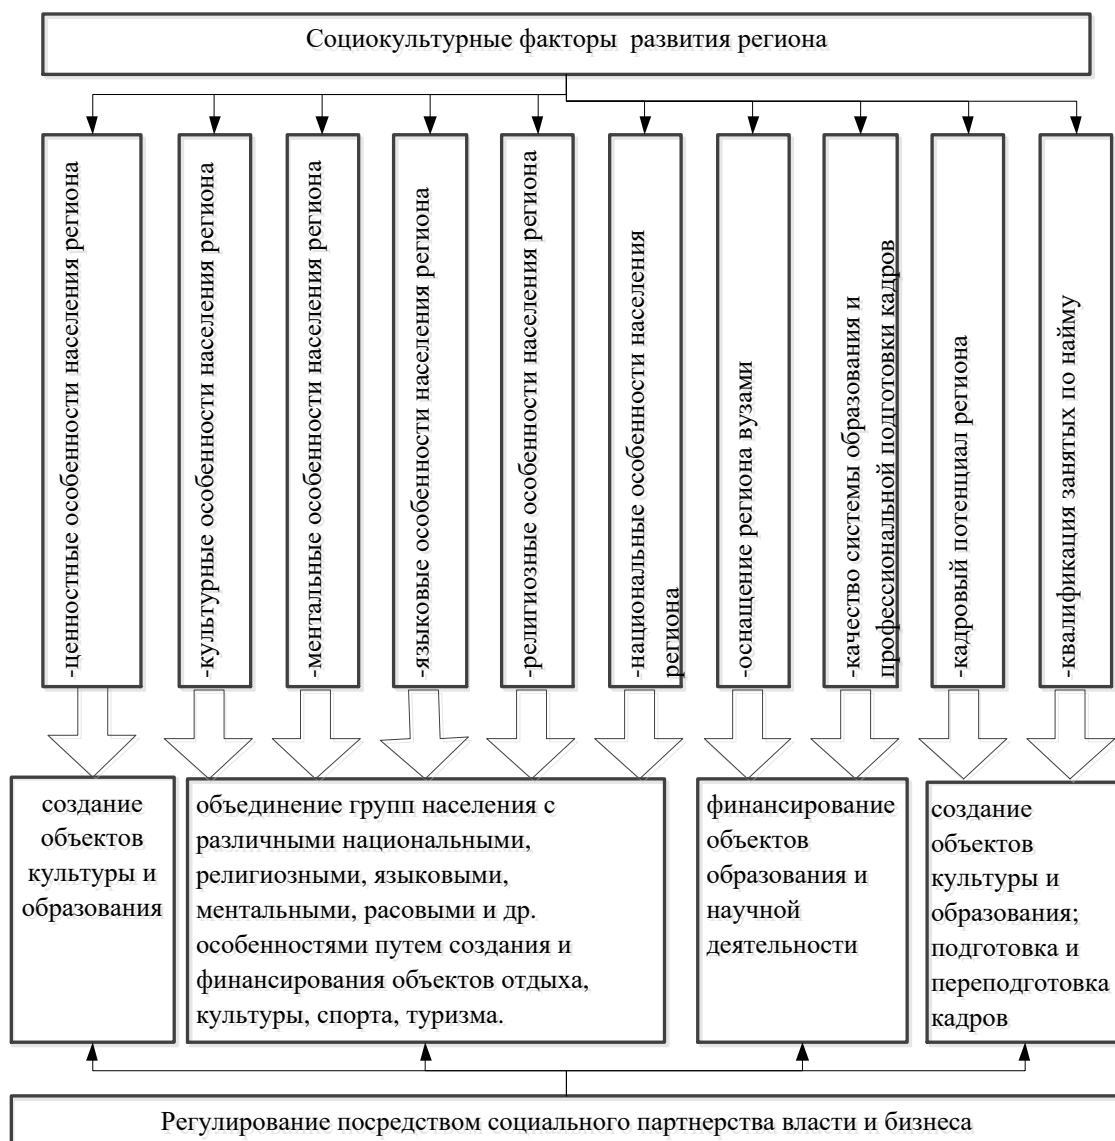 Социокультурные факторы развития региона
-ценностные особенности населения региона
-культурные особенности населения региона
-ментальные особенности населения региона
-языковые особенности населения региона
-религиозные особенности населения региона
-национальные особенности населения
региона
-оснащение региона вузами
-качество системы образования и
профессиональной подготовки кадров
-кадровый потенциал региона
-квалификация занятых по найму
создание
объектов
культуры и
образования
объединение групп населения с
различными национальными,
религиозными, языковыми,
ментальными, расовыми и др.
особенностями путем создания и
финансирования объектов отдыха,
культуры, спорта, туризма.
финансирование
объектов
образования и
научной
деятельности
создание
объектов
культуры и
образования;
подготовка и
переподготовка
кадров
Регулирование посредством социального партнерства власти и бизнеса